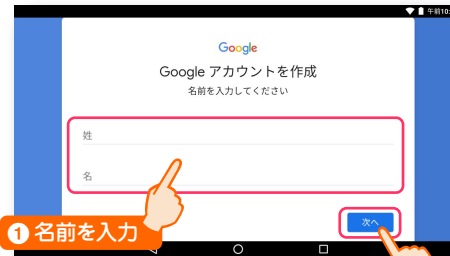 午前10:
Google
Google アカウントを作成
名前を入力してください
姓
名
次へ
1 名前を入力